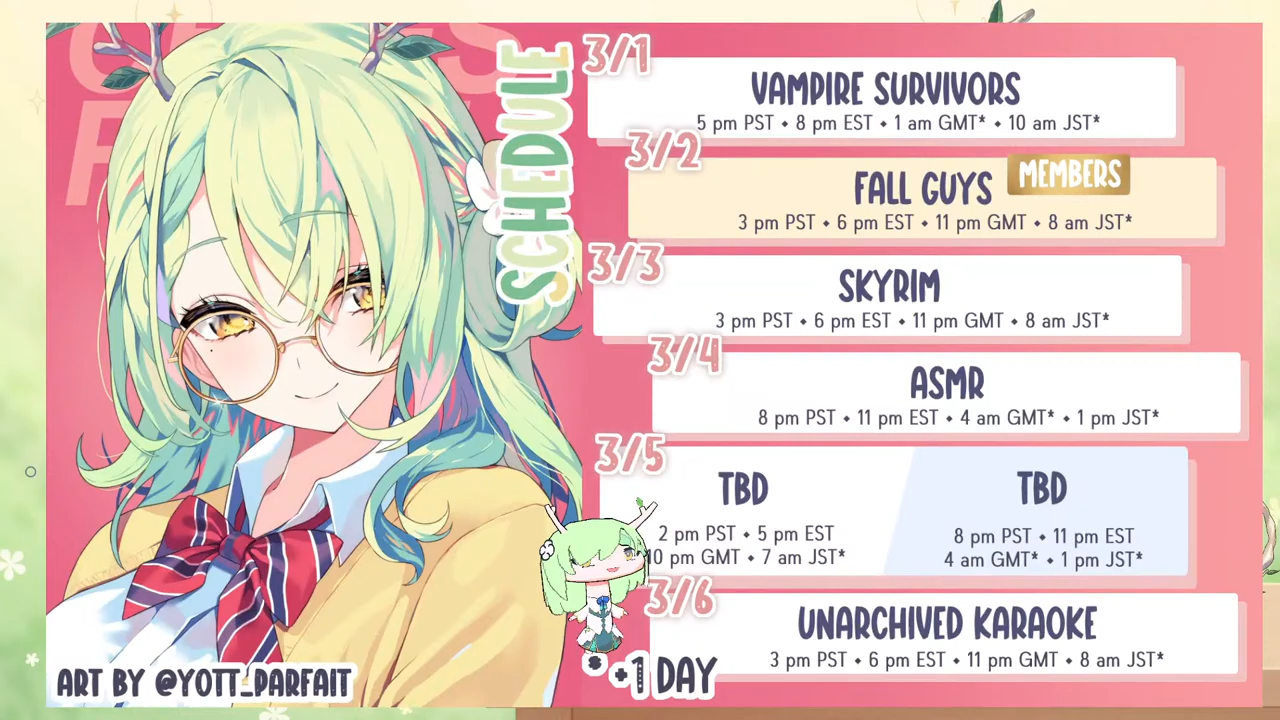 SCHEDULE
3/1
VAMPIRE SURVIVORS
5 pm PST • 8 pm EST • 1 am GMT* • 10 am JST*
3/2
FALL GUYS
MEMBERS
3 pm PST • 6 pm EST • 11 pm GMT • 8 am JST*
3/3
SKYRIM
3 pm PST • 6 pm EST • 11 pm GMT • 8 am JST*
3/4
ASMR
8 pm PST • 11 pm EST • 4 am GMT* • 1 pm JST*
3/5
TBD
2 pm PST • 5 pm EST
10 pm GMT • 7 am JST*
TBD
8 pm PST • 11 pm EST
4 am GMT* • 1 pm JST*
3/6
UNARCHIVED KARAOKE
3 pm PST • 6 pm EST • 11 pm GMT • 8 am JST*
* +1 DAY
ART BY @YOTT_PARFAIT